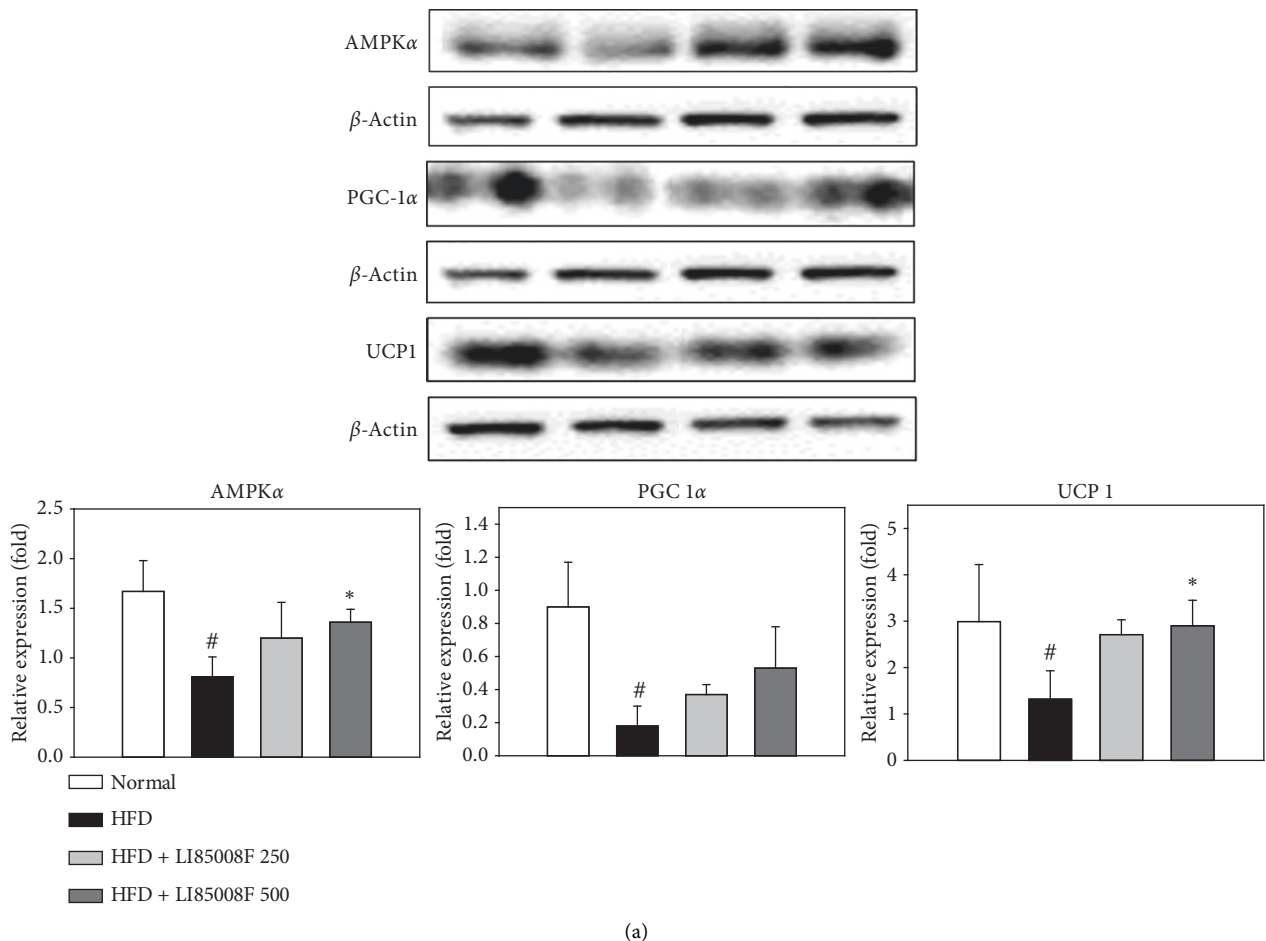 AMPKα
β-Actin
PGC-1α
β-Actin
UCP1
β-Actin
AMPKα
Relative expression (fold)
2.5
2.0
1.5
1.0
0.5
0.0
#
*
PGC 1α
Relative expression (fold)
1.4
1.2
1.0
0.8
0.6
0.4
0.2
0.0
#
UCP 1
Relative expression (fold)
5
4
3
2
1
0
#
*
Normal
HFD
HFD + LI85008F 250
HFD + LI85008F 500
(a)